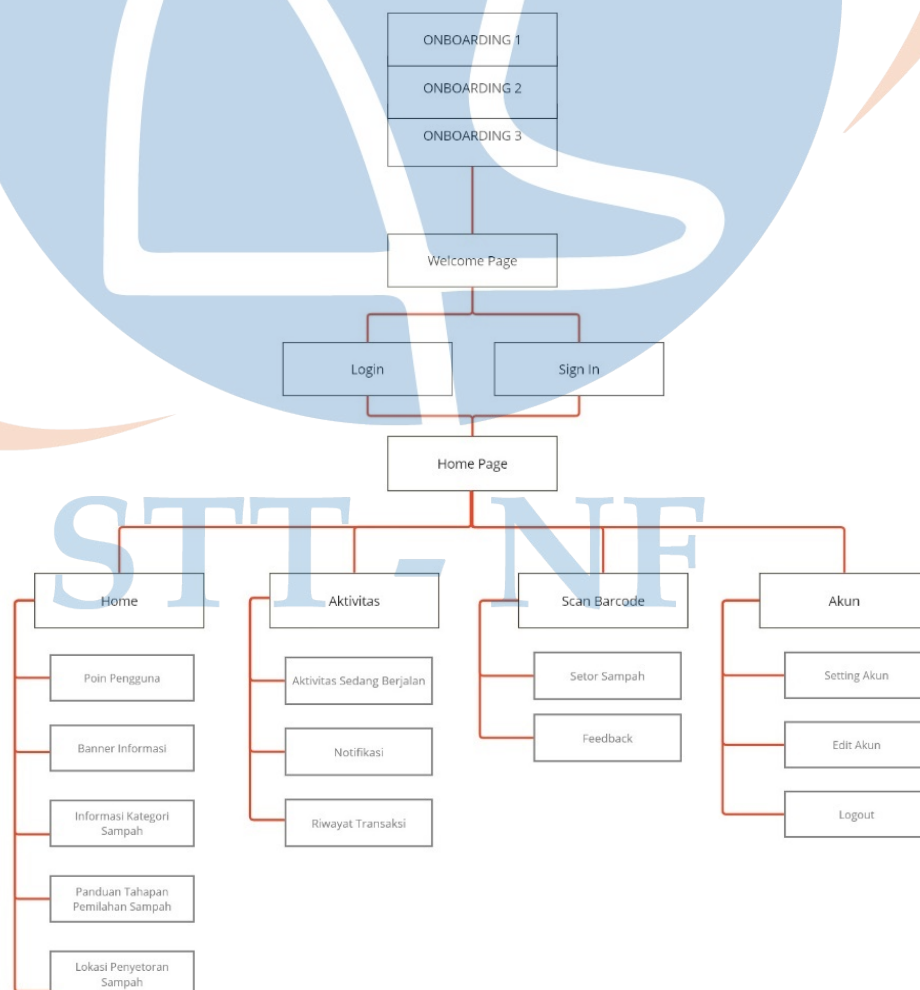 ONBOARDING 1
ONBOARDING 2
ONBOARDING 3
Welcome Page
Login
Sign In
Home Page
STT - NF
Home
Aktivitas
Scan Barcode
Akun
Poin Pengguna
Banner Informasi
Informasi Kategori
Sampah
Panduan Tahapan
Pemilahan Sampah
Lokasi Penyetoran
Sampah
Aktivitas Sedang Berjalan
Notifikasi
Riwayat Transaksi
Setor Sampah
Feedback
Setting Akun
Edit Akun
Logout